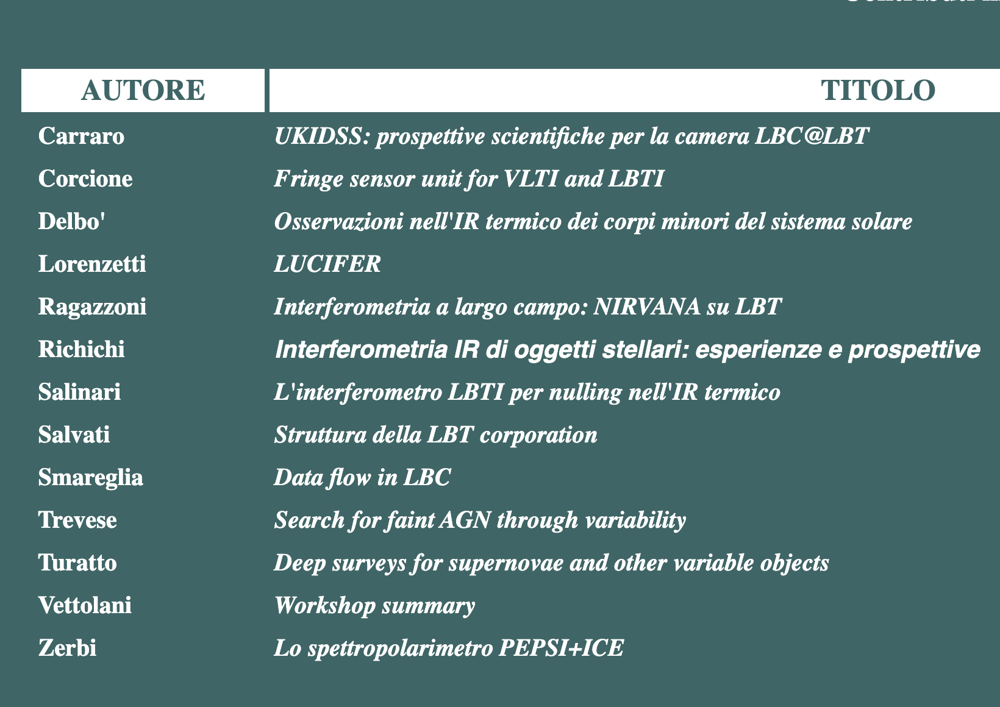 AUTORE TITOLO
Carraro UKIDSS: prospettive scientifiche per la camera LBC@LBT
Corcione Fringe sensor unit for VLTI and LBTI
Delbo' Osservazioni nell'IR termico dei corpi minori del sistema solare
Lorenzetti LUCIFER
Ragazzoni Interferometria a largo campo: NIRVANA su LBT
Richichi Interferometria IR di oggetti stellari: esperienze e prospettive
Salinari L'interferometro LBTI per nulling nell'IR termico
Salvati Struttura della LBT corporation
Smareglia Data flow in LBC
Trevese Search for faint AGN through variability
Turatto Deep surveys for supernovae and other variable objects
Vettolani Workshop summary
Zerbi Lo spettropolarimetro PEPSI+ICE